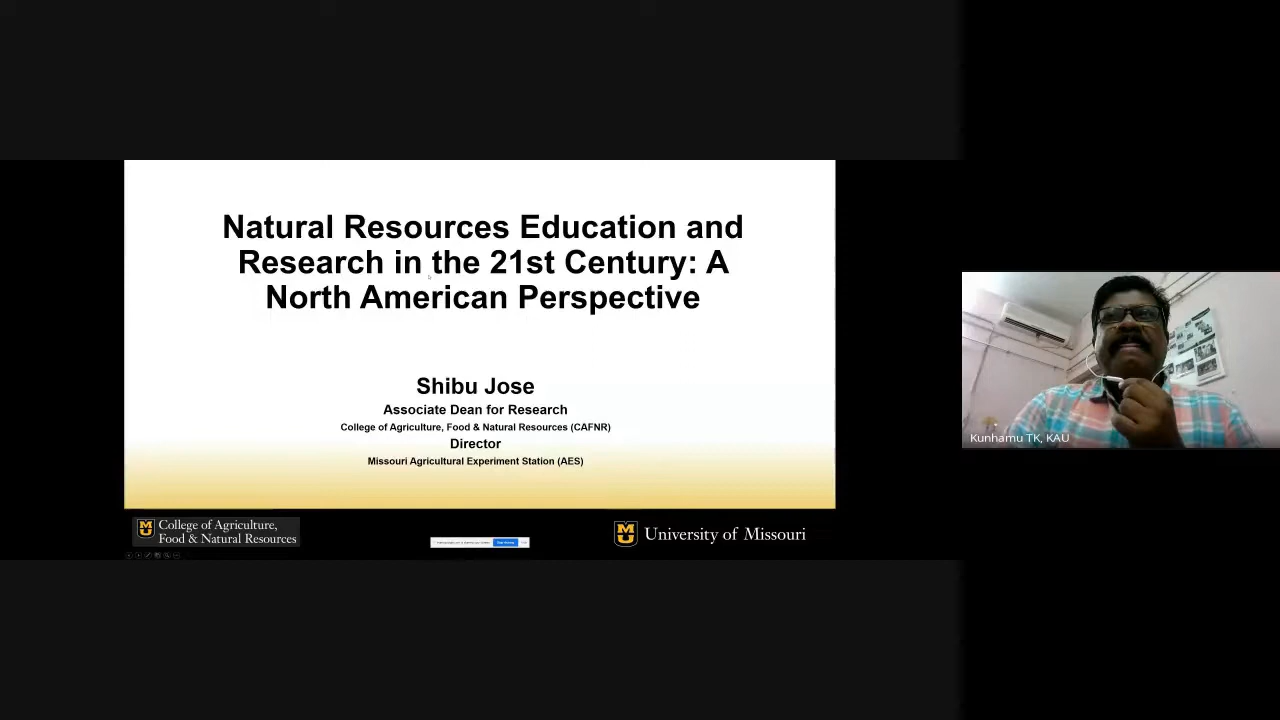 Natural Resources Education and
Research in the 21st Century: A
North American Perspective
Shibu Jose
Associate Dean for Research
College of Agriculture, Food & Natural Resources (CAFNR)
Director
Missouri Agricultural Experiment Station (AES)
College of Agriculture,
Food & Natural Resources
University of Missouri
Kunhamu TK, KAU